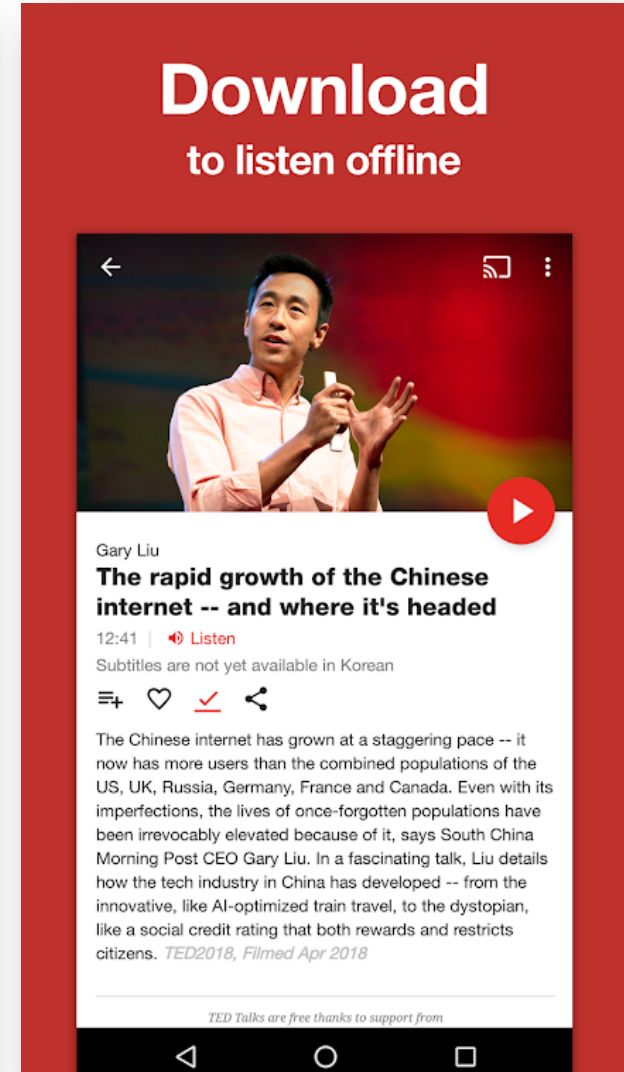 Download
to listen offline
Gary Liu
The rapid growth of the Chinese
internet -- and where it's headed
12:41 | Listen
Subtitles are not yet available in Korean
The Chinese internet has grown at a staggering pace -- it
now has more users than the combined populations of the
US, UK, Russia, Germany, France and Canada. Even with its
imperfections, the lives of once-forgotten populations have
been irrevocably elevated because of it, says South China
Morning Post CEO Gary Liu. In a fascinating talk, Liu details
how the tech industry in China has developed -- from the
innovative, like AI-optimized train travel, to the dystopian,
like a social credit rating that both rewards and restricts
citizens. TED2018, Filmed Apr 2018
TED Talks are free thanks to support from